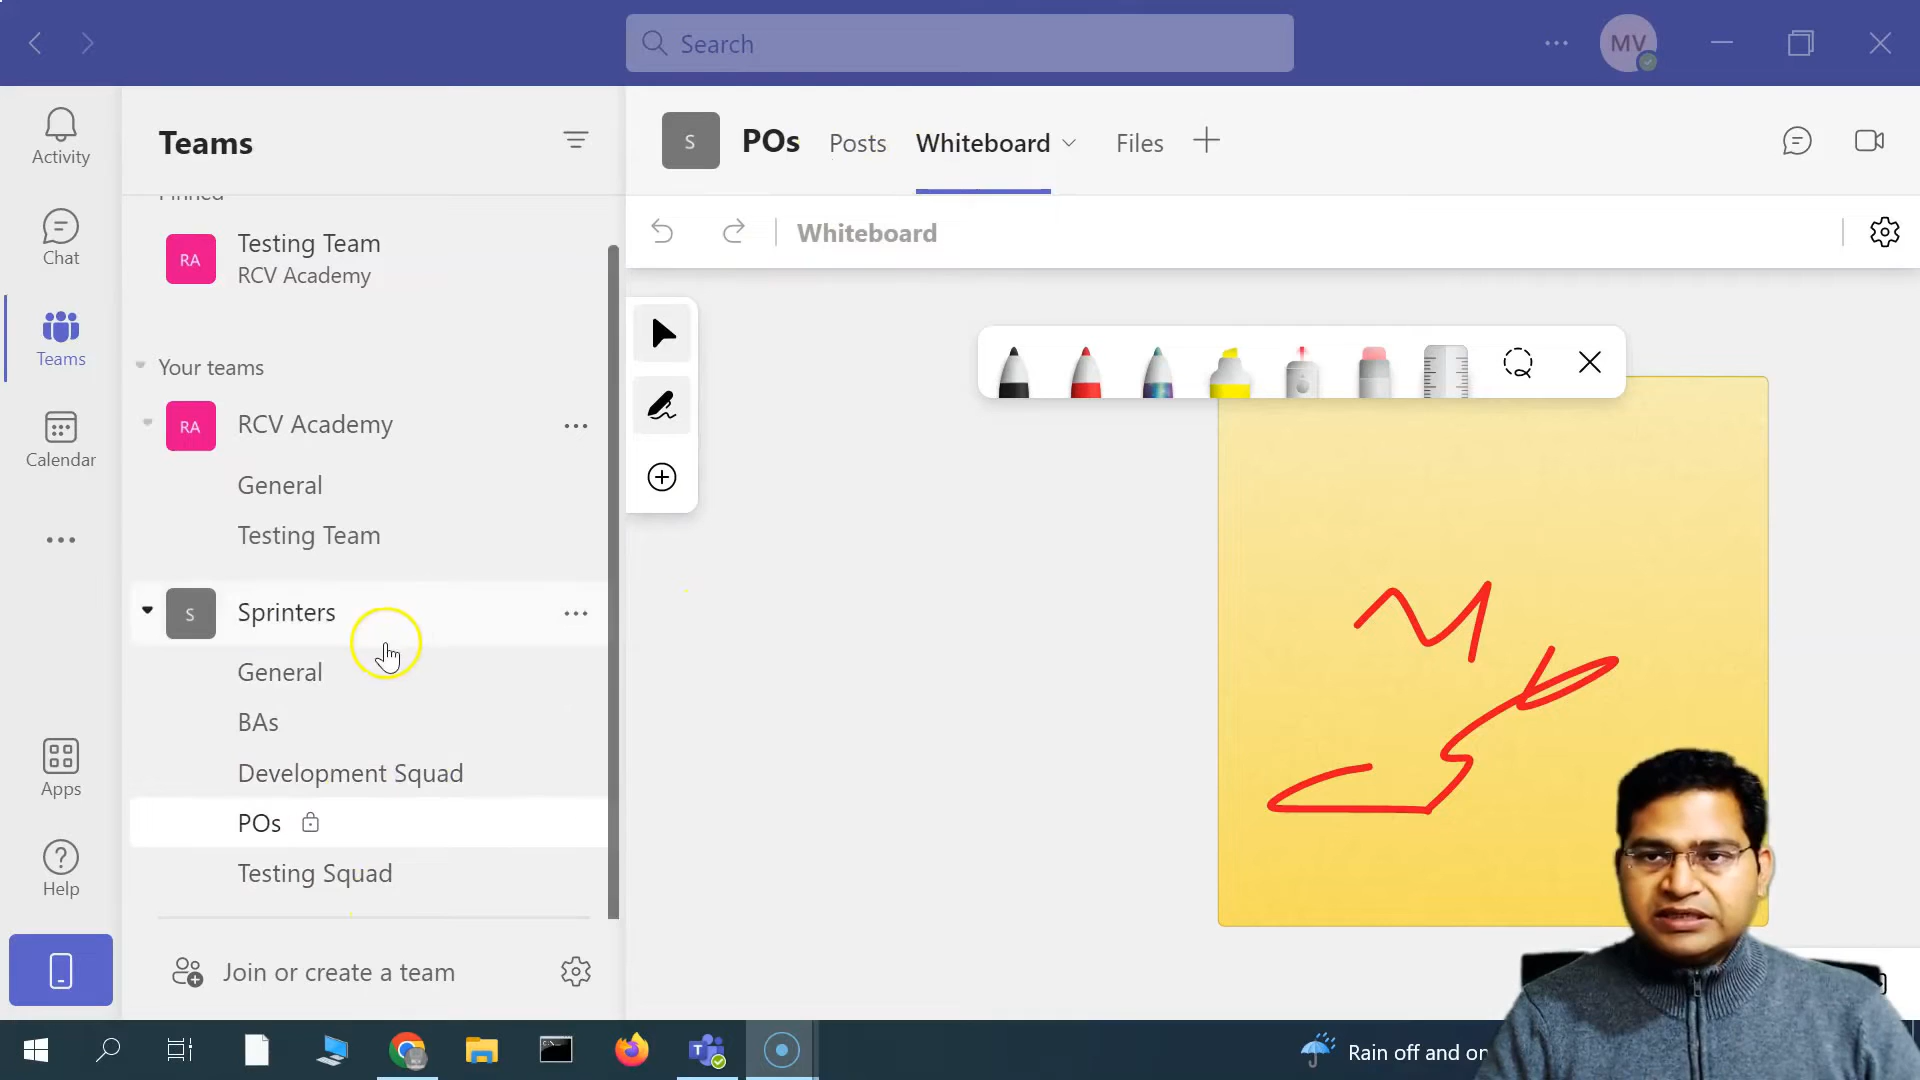 Search
MV
Activity
Chat
Teams
Calendar
Apps
Help
Teams
Pinned
RA
Testing Team
RCV Academy
Your teams
RA
RCV Academy
General
Testing Team
S
Sprinters
General
BAs
Development Squad
POs
Testing Squad
Join or create a team
S
POs
Posts
Whiteboard
Files
Whiteboard
M
Rain off and on